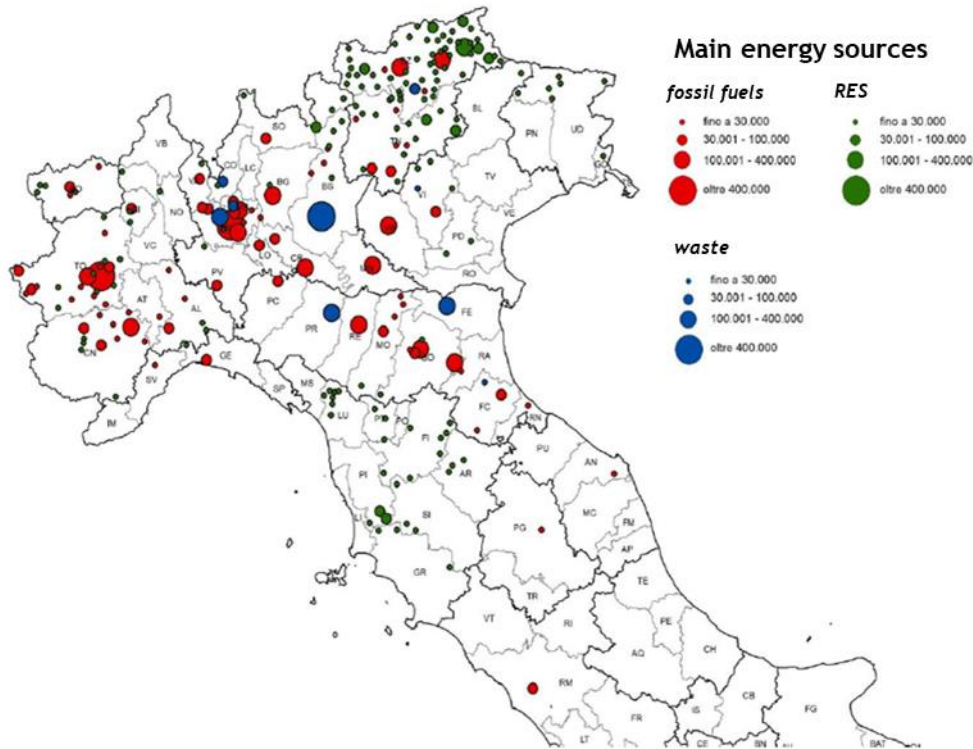 Main energy sources
fossil fuels
RES
fino a 30.000
30.001 - 100.000
100.001 - 400.000
oltre 400.000
fino a 30.000
30.001 - 100.000
100.001 - 400.000
oltre 400.000
waste
fino a 30.000
30.001 - 100.000
100.001 - 400.000
oltre 400.000
BL
SO
VB
PN
UD
TN
CO
LC
TV
BG
BS
VI
NO
VE
VC
PD
TO
LO
CR
RO
PV
PC
AT
AL
FE
PR
RE
MO
BO
CN
GE
RA
SV
MS
SP
FC
LU
IM
RN
PO
FI
PU
AN
PI
AR
LI
SI
MC
PG
FM
AP
GR
TE
TR
VT
RI
PE
CH
AQ
RM
CB
IS
FG
FR
LT
CE
BN
BAT